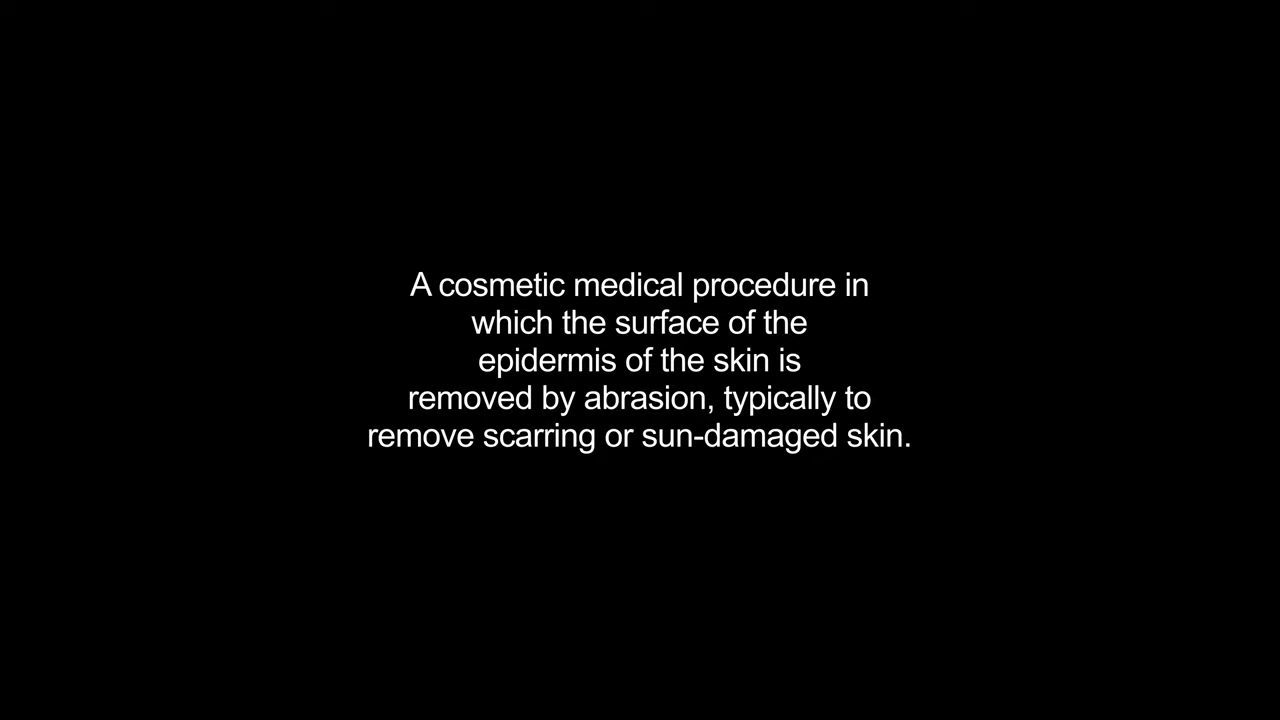 A cosmetic medical procedure in
which the surface of the
epidermis of the skin is
removed by abrasion, typically to
remove scarring or sun-damaged skin.